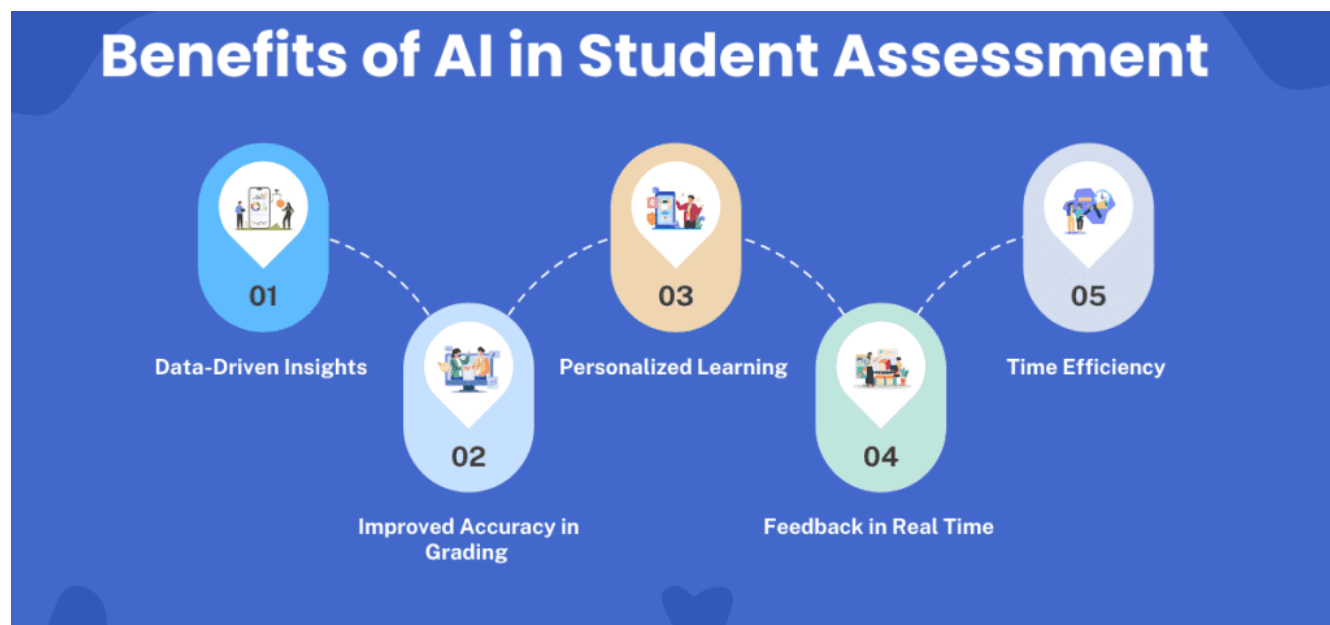 Benefits of AI in Student Assessment
01
Data-Driven Insights
02
Improved Accuracy in
Grading
03
Personalized Learning
04
Feedback in Real Time
05
Time Efficiency